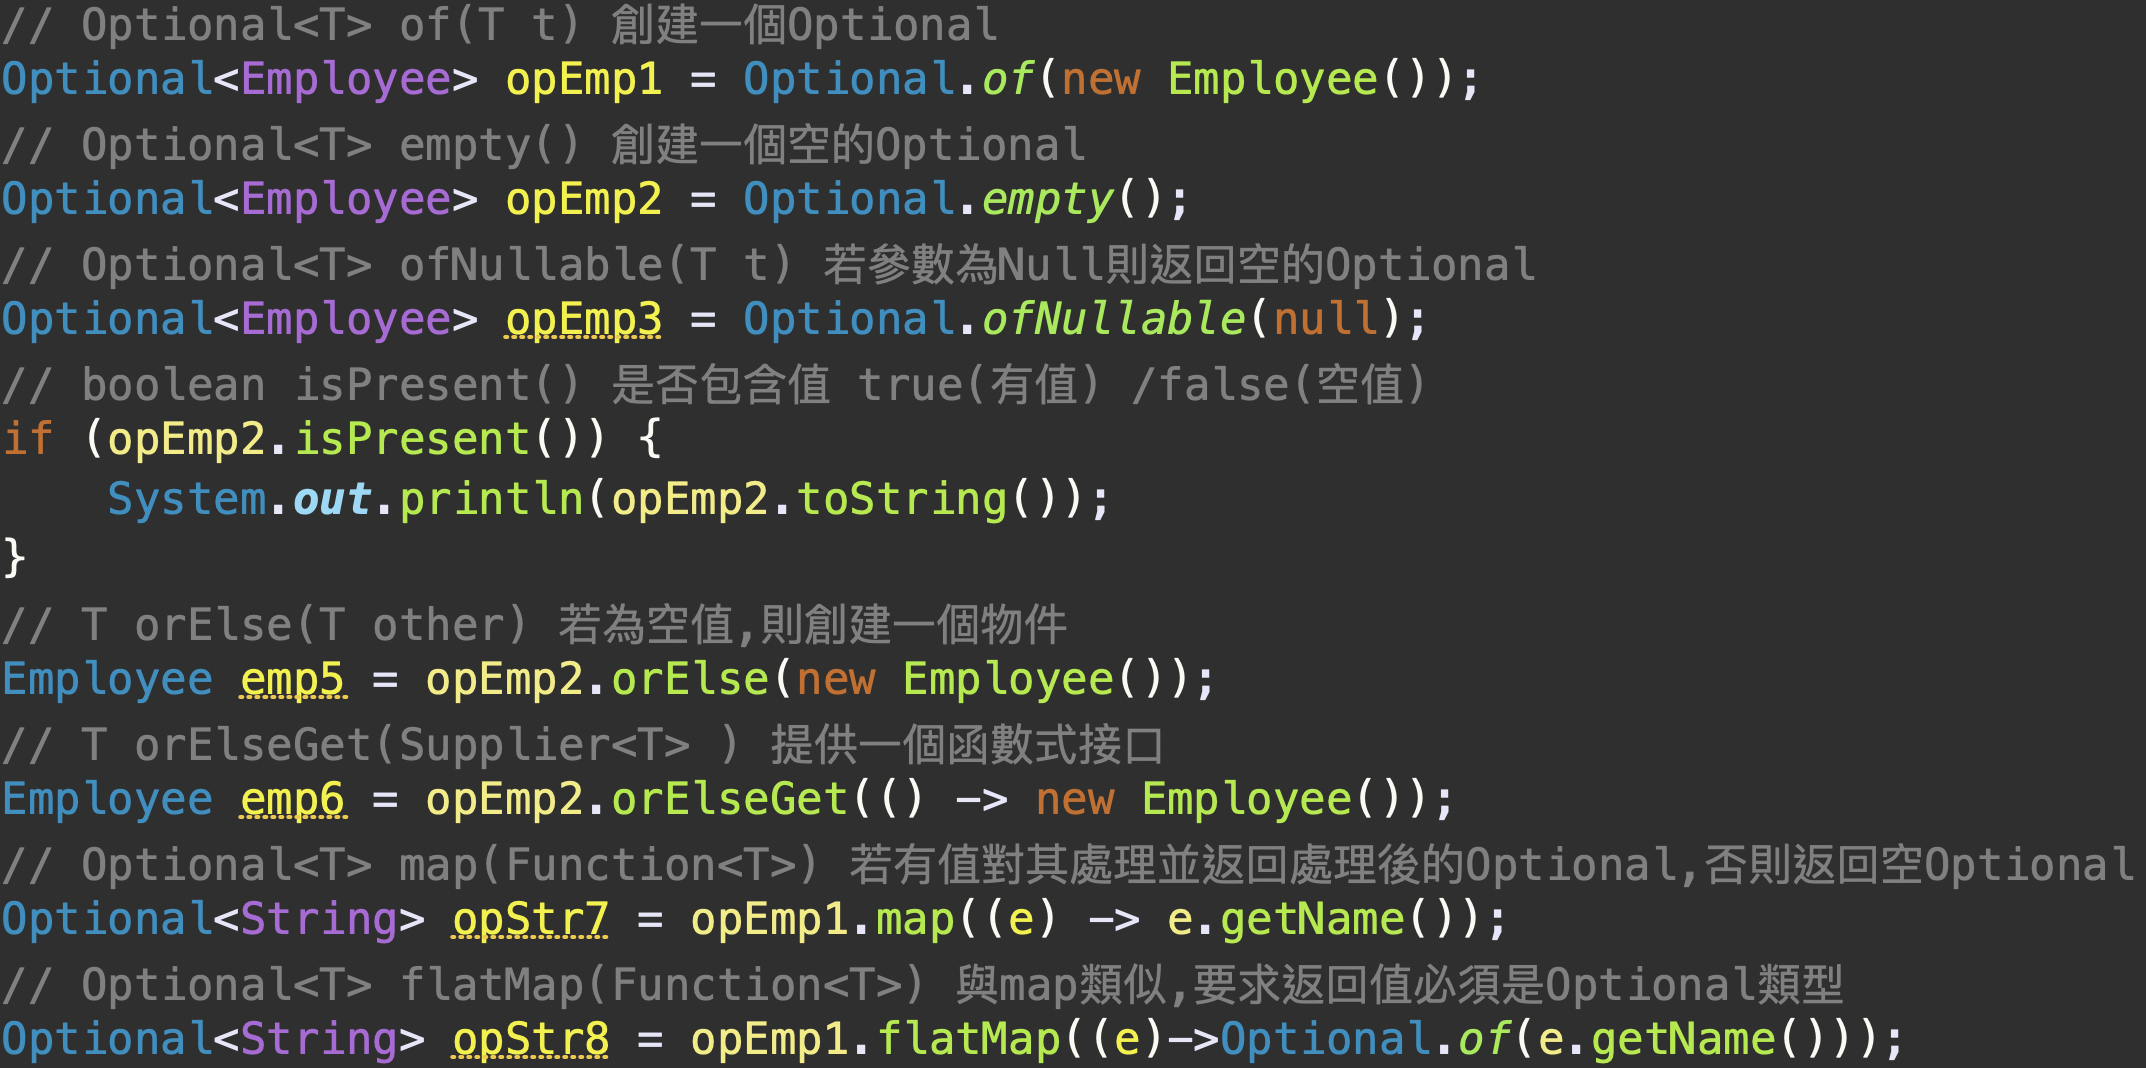 // Optional<T> of(T t) 創建一個Optional
Optional<Employee> opEmp1 = Optional.of(new Employee());
// Optional<T> empty() 創建一個空的Optional
Optional<Employee> opEmp2 = Optional.empty();
// Optional<T> ofNullable(T t) 若參數為Null則返回空的Optional
Optional<Employee> opEmp3 = Optional.ofNullable(null);
// boolean isPresent() 是否包含值 true(有值) /false(空值)
if (opEmp2.isPresent()) {
    System.out.println(opEmp2.toString());
}
// T orElse(T other) 若為空值,則創建一個物件
Employee emp5 = opEmp2.orElse(new Employee());
// T orElseGet(Supplier<T> ) 提供一個函數式接口
Employee emp6 = opEmp2.orElseGet(() -> new Employee());
// Optional<T> map(Function<T>) 若有值對其處理並返回處理後的Optional,否則返回空Optional
Optional<String> opStr7 = opEmp1.map((e) -> e.getName());
// Optional<T> flatMap(Function<T>) 與map類似,要求返回值必須是Optional類型
Optional<String> opStr8 = opEmp1.flatMap((e)->Optional.of(e.getName()));